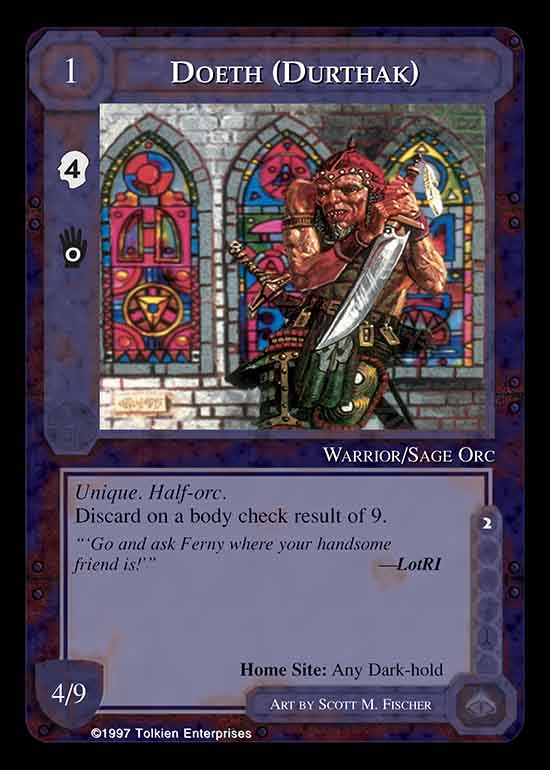 1
DOETH (DURTHAK)
4
0
WARRIOR/SAGE ORC
Unique. Half-orc.
Discard on a body check result of 9.
2
“‘Go and ask Ferny where your handsome
friend is!’” —LotRI
Home Site: Any Dark-hold
4/9
ART BY SCOTT M. FISCHER
©1997 Tolkien Enterprises